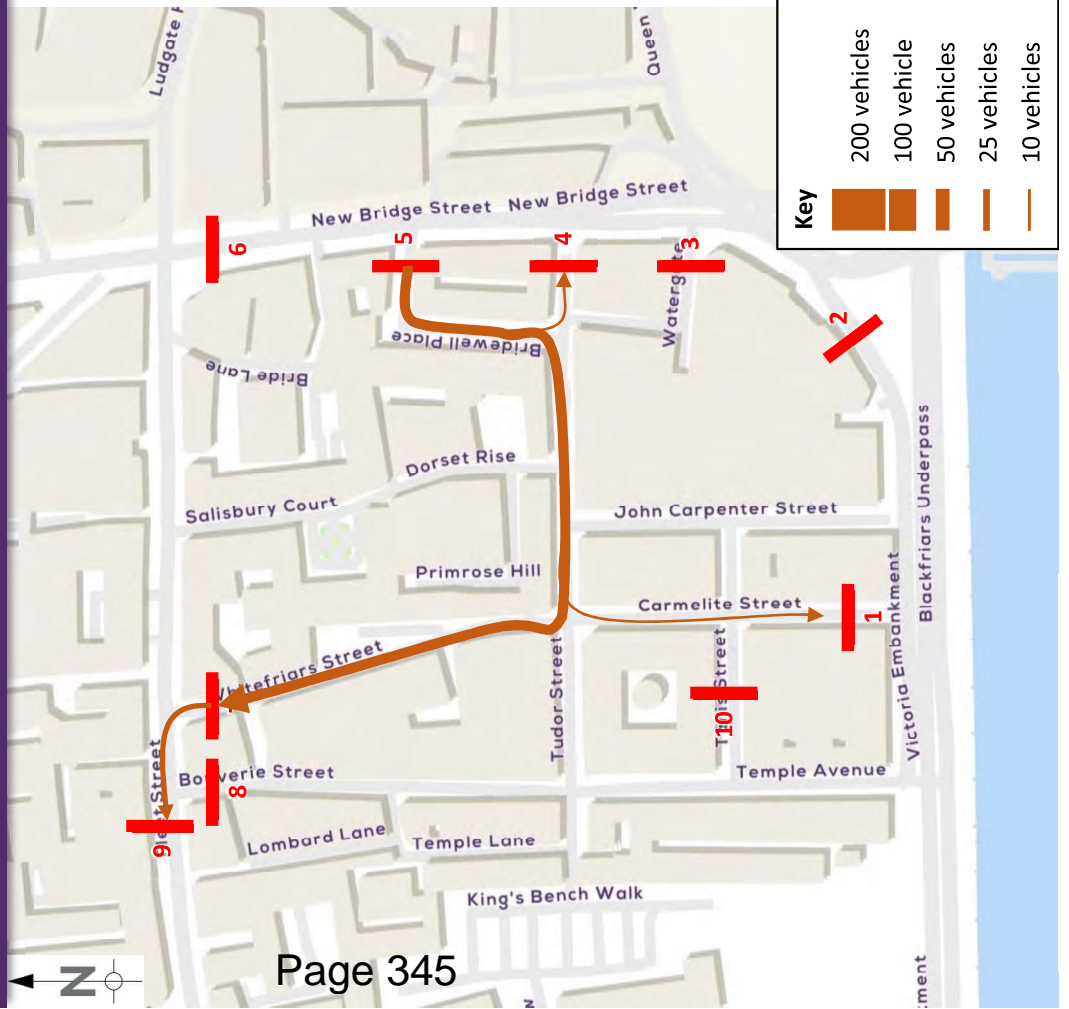 Ludgate
Queen
Key
200 vehicles
100 vehicle
50 vehicles
25 vehicles
10 vehicles
New Bridge Street
New Bridge Street
6
5
4
3
2
Watergate
Bridewell Place
Bride Lane
Dorset Rise
Salisbury Court
John Carpenter Street
Primrose Hill
Carmelite Street
1
Blackfriars Underpass
Victoria Embankment
Whitefriars Street
Tudor Street
10
Street
Temple Avenue
Street
Bouverie Street
8
9
Lombard Lane
Temple Lane
King's Bench Walk
N
Page 345